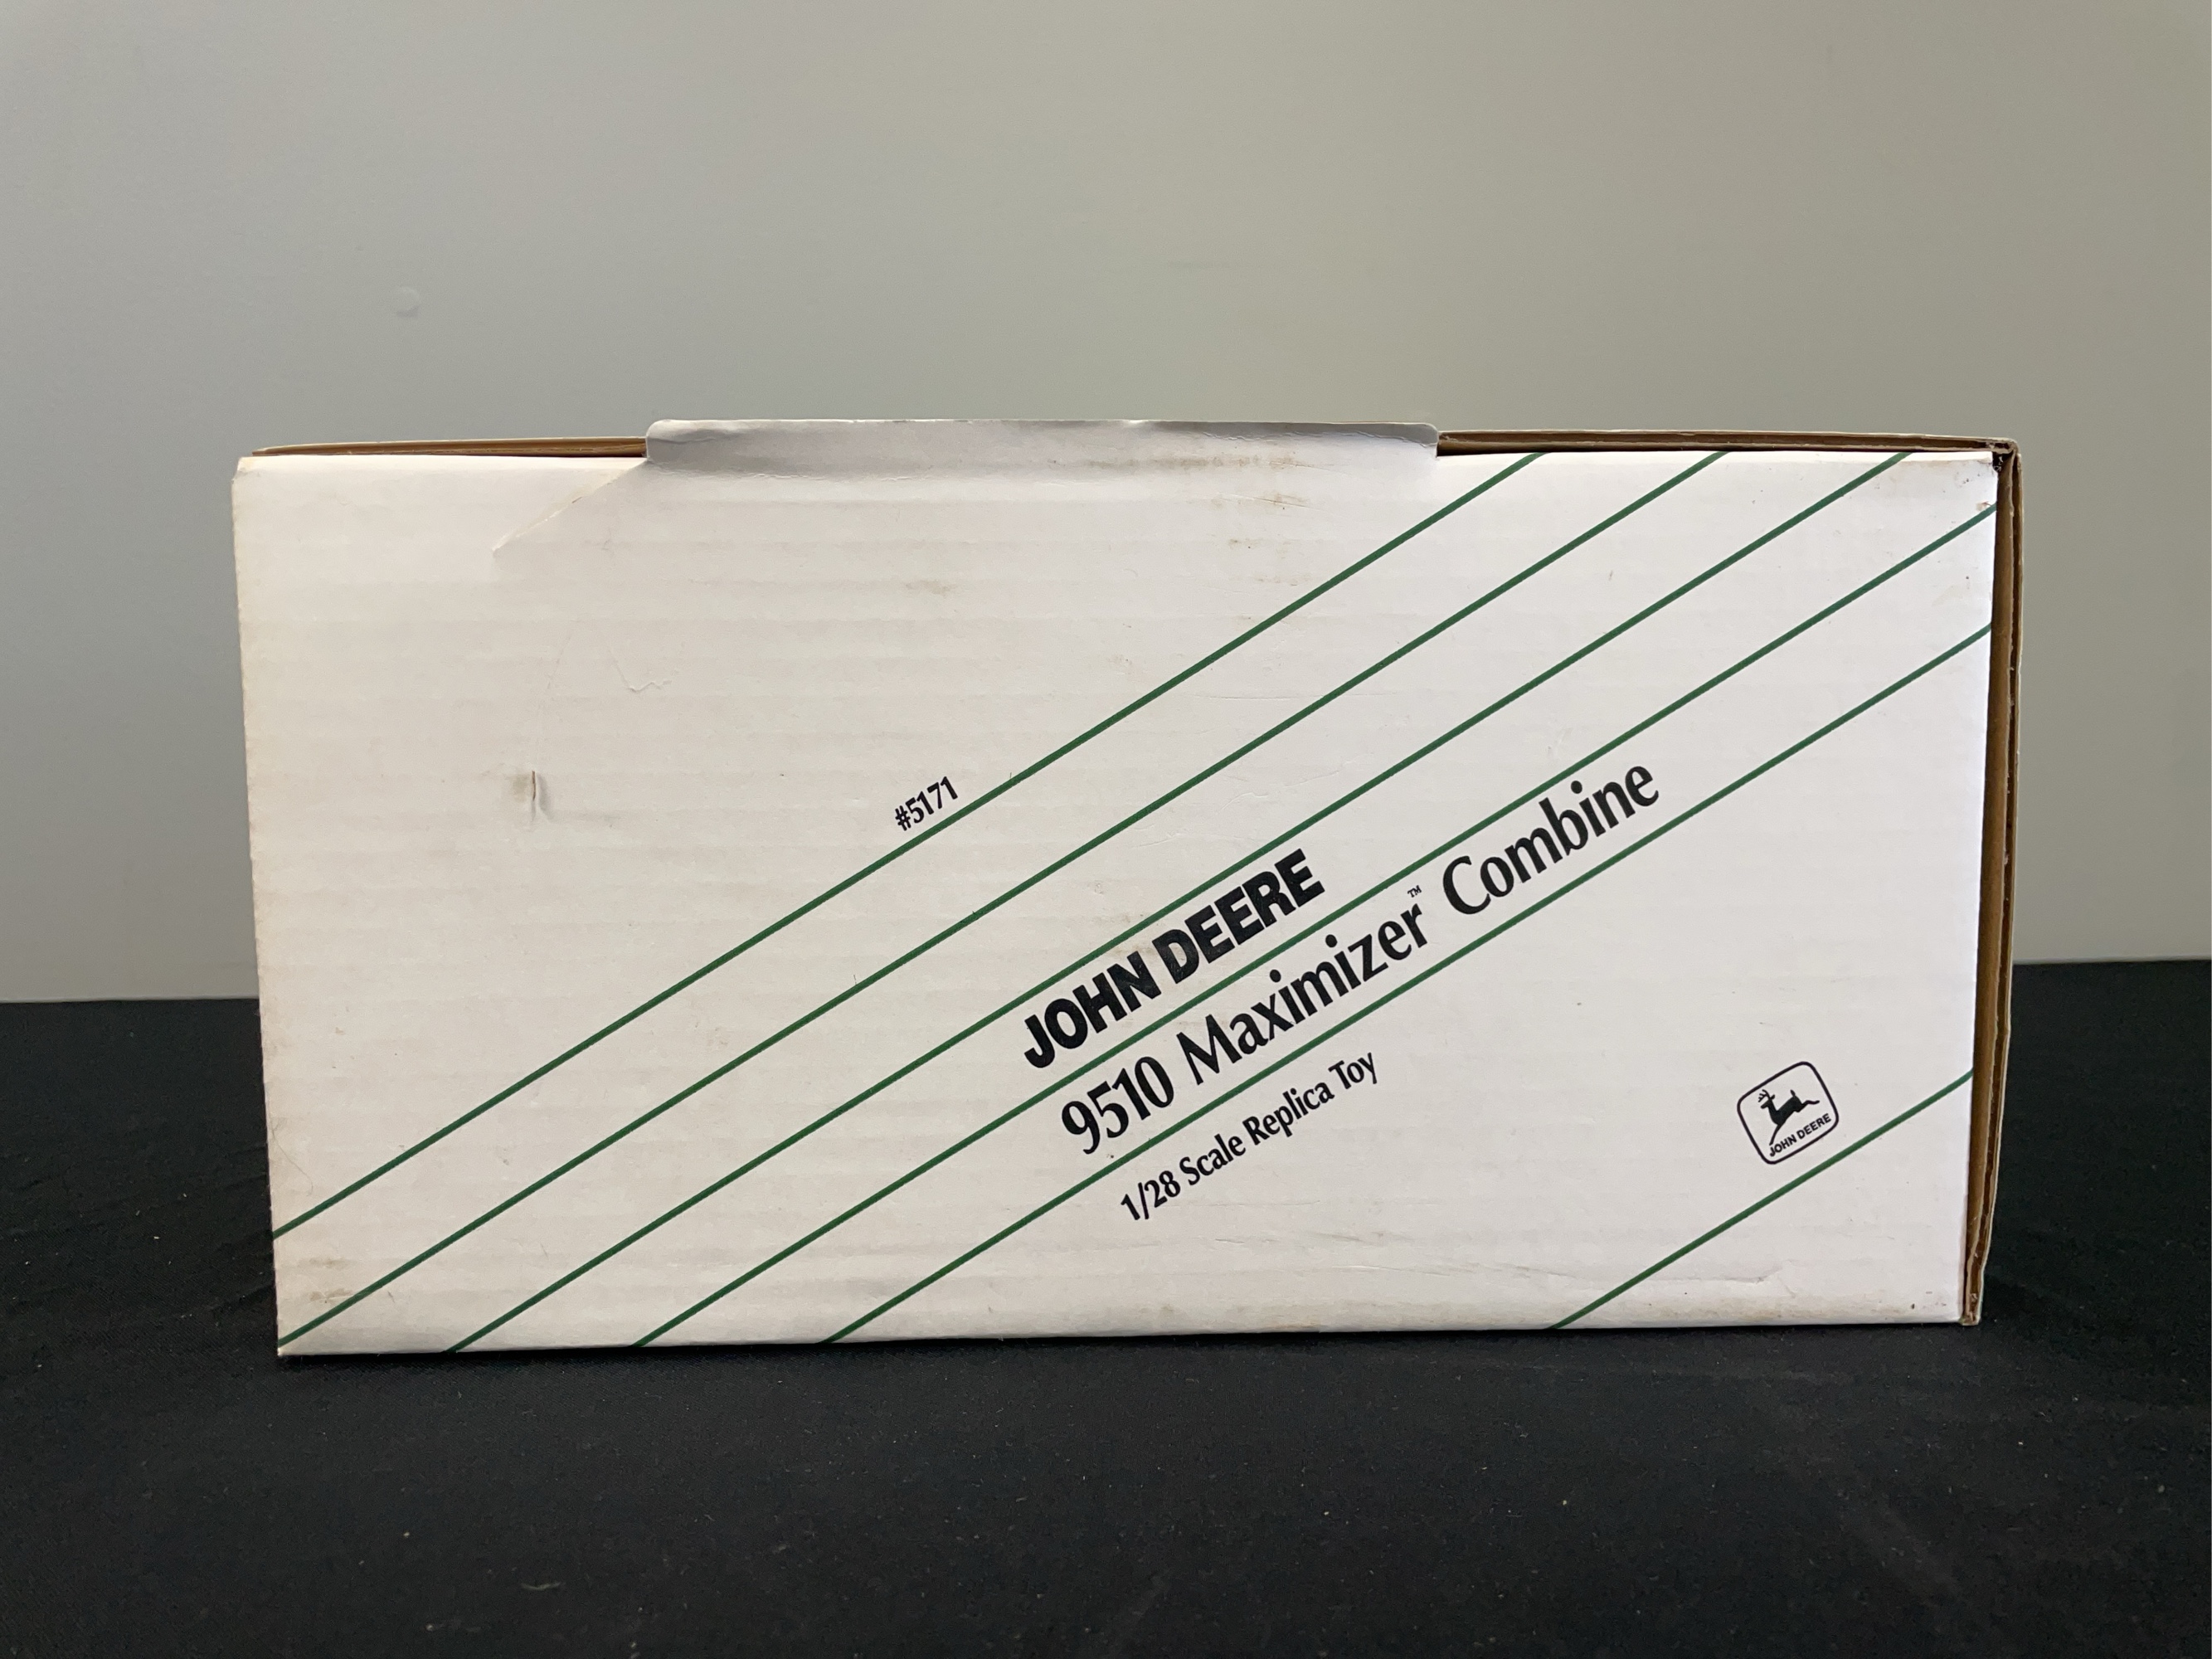 #5171
JOHN DEERE
9510 Maximizer™ Combine
1/28 Scale Replica Toy
JOHN DEERE